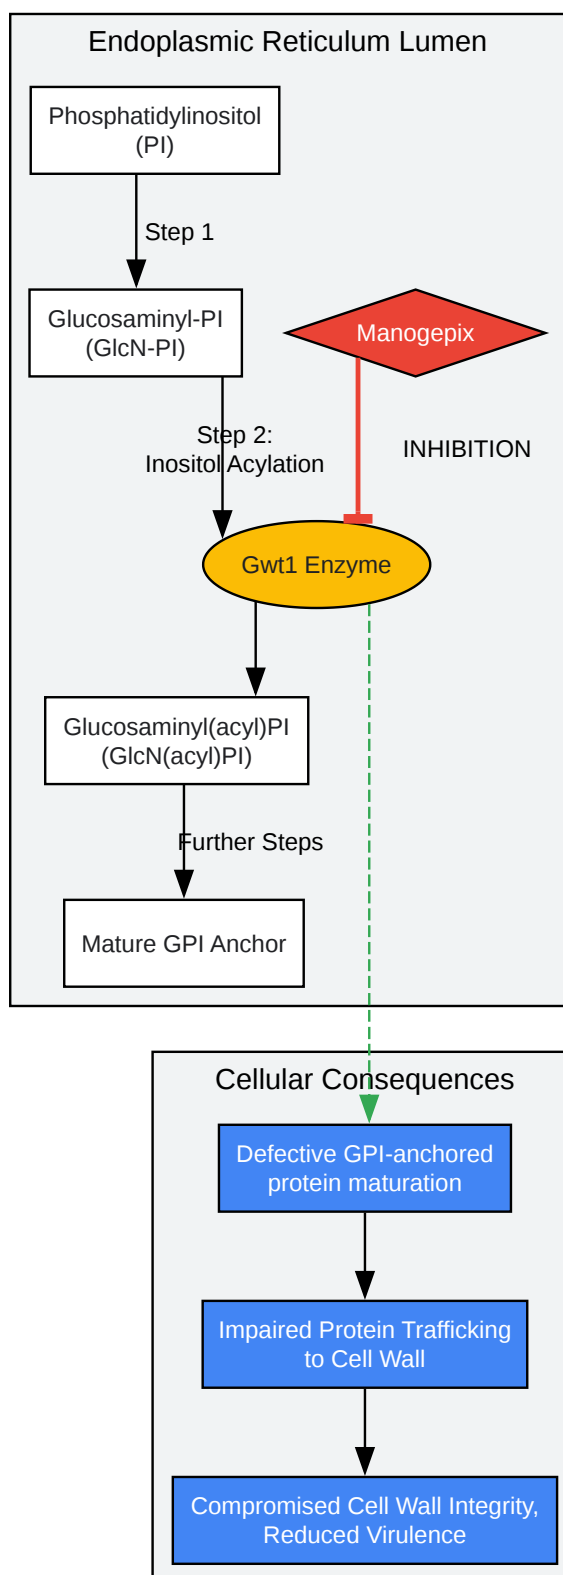 Endoplasmic Reticulum Lumen
Phosphatidylinositol
(PI)
Step 1
Glucosaminyl-PI
(GlcN-PI)
Manogepix
Step 2:
Inositol Acylation
INHIBITION
Gwt1 Enzyme
Glucosaminyl(acyl)PI
(GlcN(acyl)PI)
Further Steps
Mature GPI Anchor
Cellular Consequences
Defective GPI-anchored
protein maturation
Impaired Protein Trafficking
to Cell Wall
Compromised Cell Wall Integrity,
Reduced Virulence